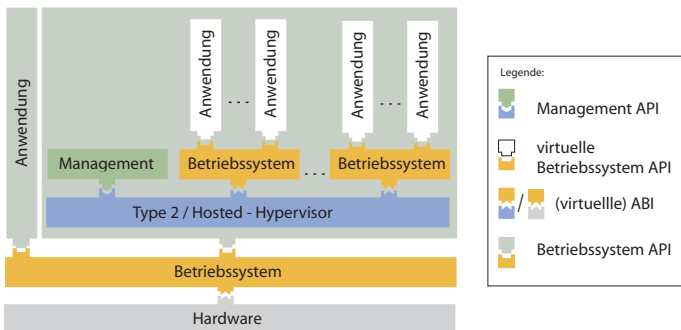 Anwendung
Anwendung
Anwendung
Anwendung
Anwendung
...
...
Management
Betriebssystem
...
Betriebssystem
Type 2 / Hosted - Hypervisor
Betriebssystem
Hardware
Legende:
Management API
virtuelle
Betriebssystem API
/
(virtuellle) ABI
Betriebssystem API